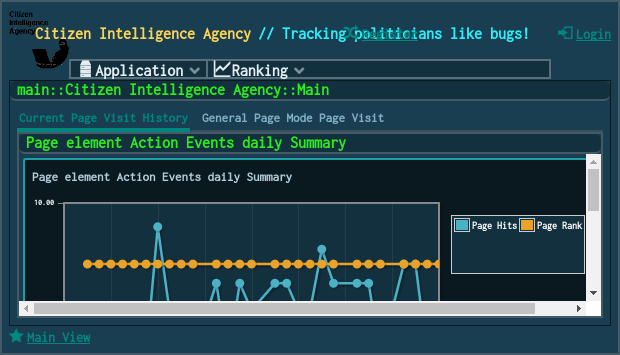 Citizen
Intelligence
Agency
Citizen Intelligence Agency // Tracking politicians like bugs!
Register
Login
Application
Ranking
main::Citizen Intelligence Agency::Main
Current Page Visit History
General Page Mode Page Visit
Page element Action Events daily Summary
Page element Action Events daily Summary
10.00
Page Hits
Page Rank
Main View